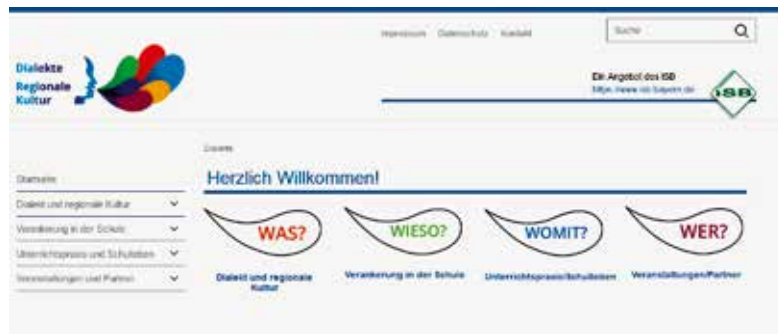 Impressum Datenschutz Kontakt
Suche
Dialekte
Regionale
Kultur
Ein Angebot des ISB
https://www.isb.bayern.de
ISB
Startseite
Herzlich Willkommen!
Startseite
Dialekt und regionale Kultur
Verankerung in der Schule
Unterrichtspraxis und Schulleben
Veranstaltungen und Partner
WAS?
WIESO?
WOMIT?
WER?
Dialekt und regionale
Kultur
Verankerung in der Schule
Unterrichtspraxis/Schulleben
Veranstaltungen/Partner